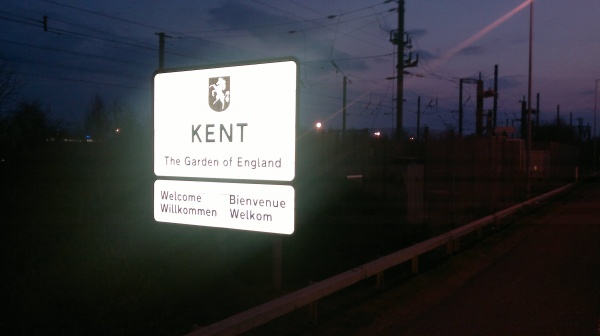 KENT
The Garden of England
Welcome Bienvenue
Willkommen Welkom